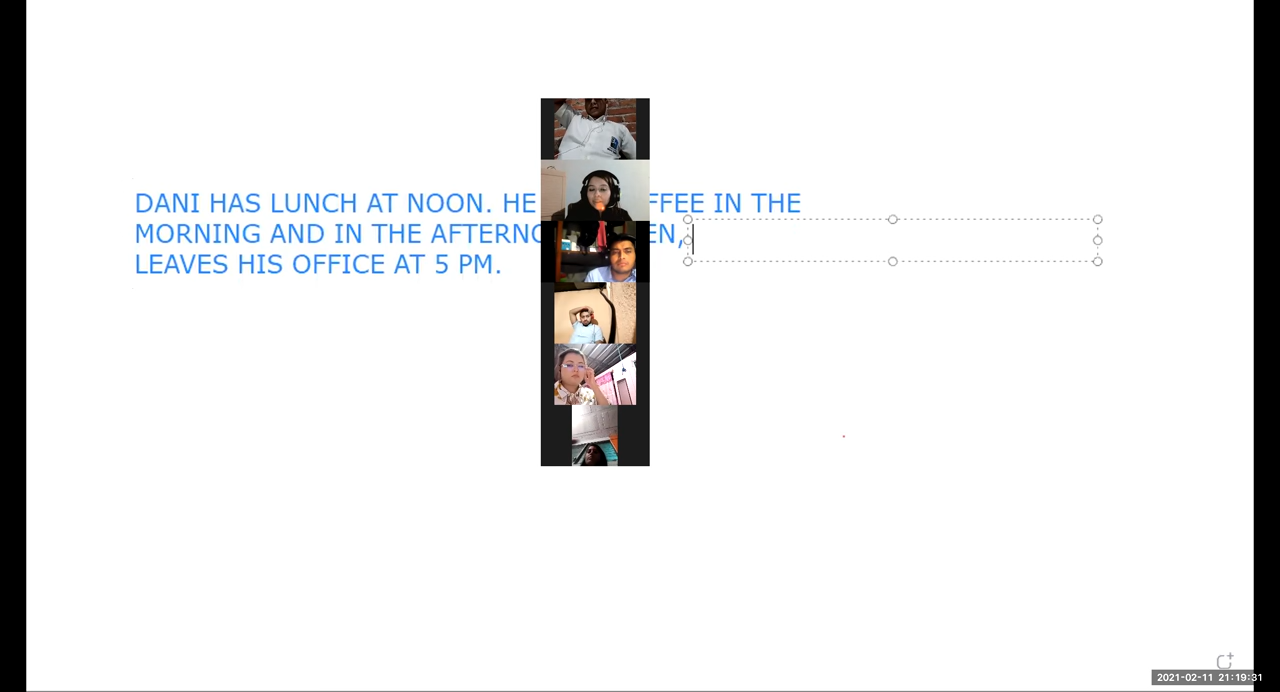 DANI HAS LUNCH AT NOON. HE FFEE IN THE
MORNING AND IN THE AFTERNO EN,
LEAVES HIS OFFICE AT 5 PM.
2021-02-11 21:19:31